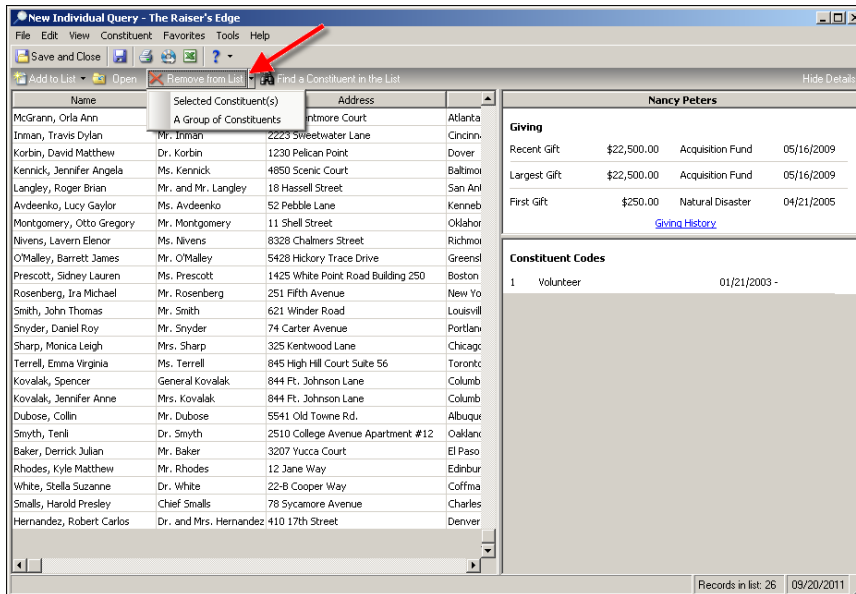 New Individual Query - The Raiser's Edge
File Edit View Constituent Favorites Tools Help
Save and Close ?
Add to List Open Remove from List Find a Constituent in the List Hide Details
Name Address
Selected Constituent(s)
A Group of Constituents
McGrann, Orla Ann Court Atlanta
Inman, Travis Dylan Mr. Inman 2223 Sweetwater Lane Cincinn
Korbin, David Matthew Dr. Korbin 1230 Pelican Point Dover
Kennick, Jennifer Angela Ms. Kennick 4850 Scenic Court Baltimo
Langley, Roger Brian Mr. and Mr. Langley 18 Hassell Street San Ant
Avdeenko, Lucy Gaylor Ms. Avdeenko 52 Pebble Lane Kenneb
Montgomery, Otto Gregory Mr. Montgomery 11 Shell Street Oklahor
Nivens, Lavern Elenor Ms. Nivens 8328 Chalmers Street Richmo
O'Malley, Barrett James Mr. O'Malley 5428 Hickory Trace Drive Greensl
Prescott, Sidney Lauren Ms. Prescott 1425 White Point Road Building 250 Boston
Rosenberg, Ira Michael Mr. Rosenberg 251 Fifth Avenue New Yo
Smith, John Thomas Mr. Smith 621 Winder Road Louisvill
Snyder, Daniel Roy Mr. Snyder 74 Carter Avenue Portlan
Sharp, Monica Leigh Mrs. Sharp 325 Kentwood Lane Chicago
Terrell, Emma Virginia Ms. Terrell 845 High Hill Court Suite 56 Toronto
Kovalak, Spencer General Kovalak 844 Ft. Johnson Lane Columb
Kovalak, Jennifer Anne Mrs. Kovalak 844 Ft. Johnson Lane Columb
Dubose, Collin Mr. Dubose 5541 Old Towne Rd. Albuque
Smyth, Tenli Dr. Smyth 2510 College Avenue Apartment #12 Oakland
Baker, Derrick Julian Mr. Baker 3207 Yucca Court El Paso
Rhodes, Kyle Matthew Mr. Rhodes 12 Jane Way Edinbur
White, Stella Suzanne Dr. White 22-B Cooper Way Coffma
Smalls, Harold Presley Chief Smalls 78 Sycamore Avenue Charles
Hernandez, Robert Carlos Dr. and Mrs. Hernandez 410 17th Street Denver
Nancy Peters
Giving
Recent Gift $22,500.00 Acquisition Fund 05/16/2009
Largest Gift $22,500.00 Acquisition Fund 05/16/2009
First Gift $250.00 Natural Disaster 04/21/2005
Giving History
Constituent Codes
1 Volunteer 01/21/2003 -
Records in list: 26 09/20/2011